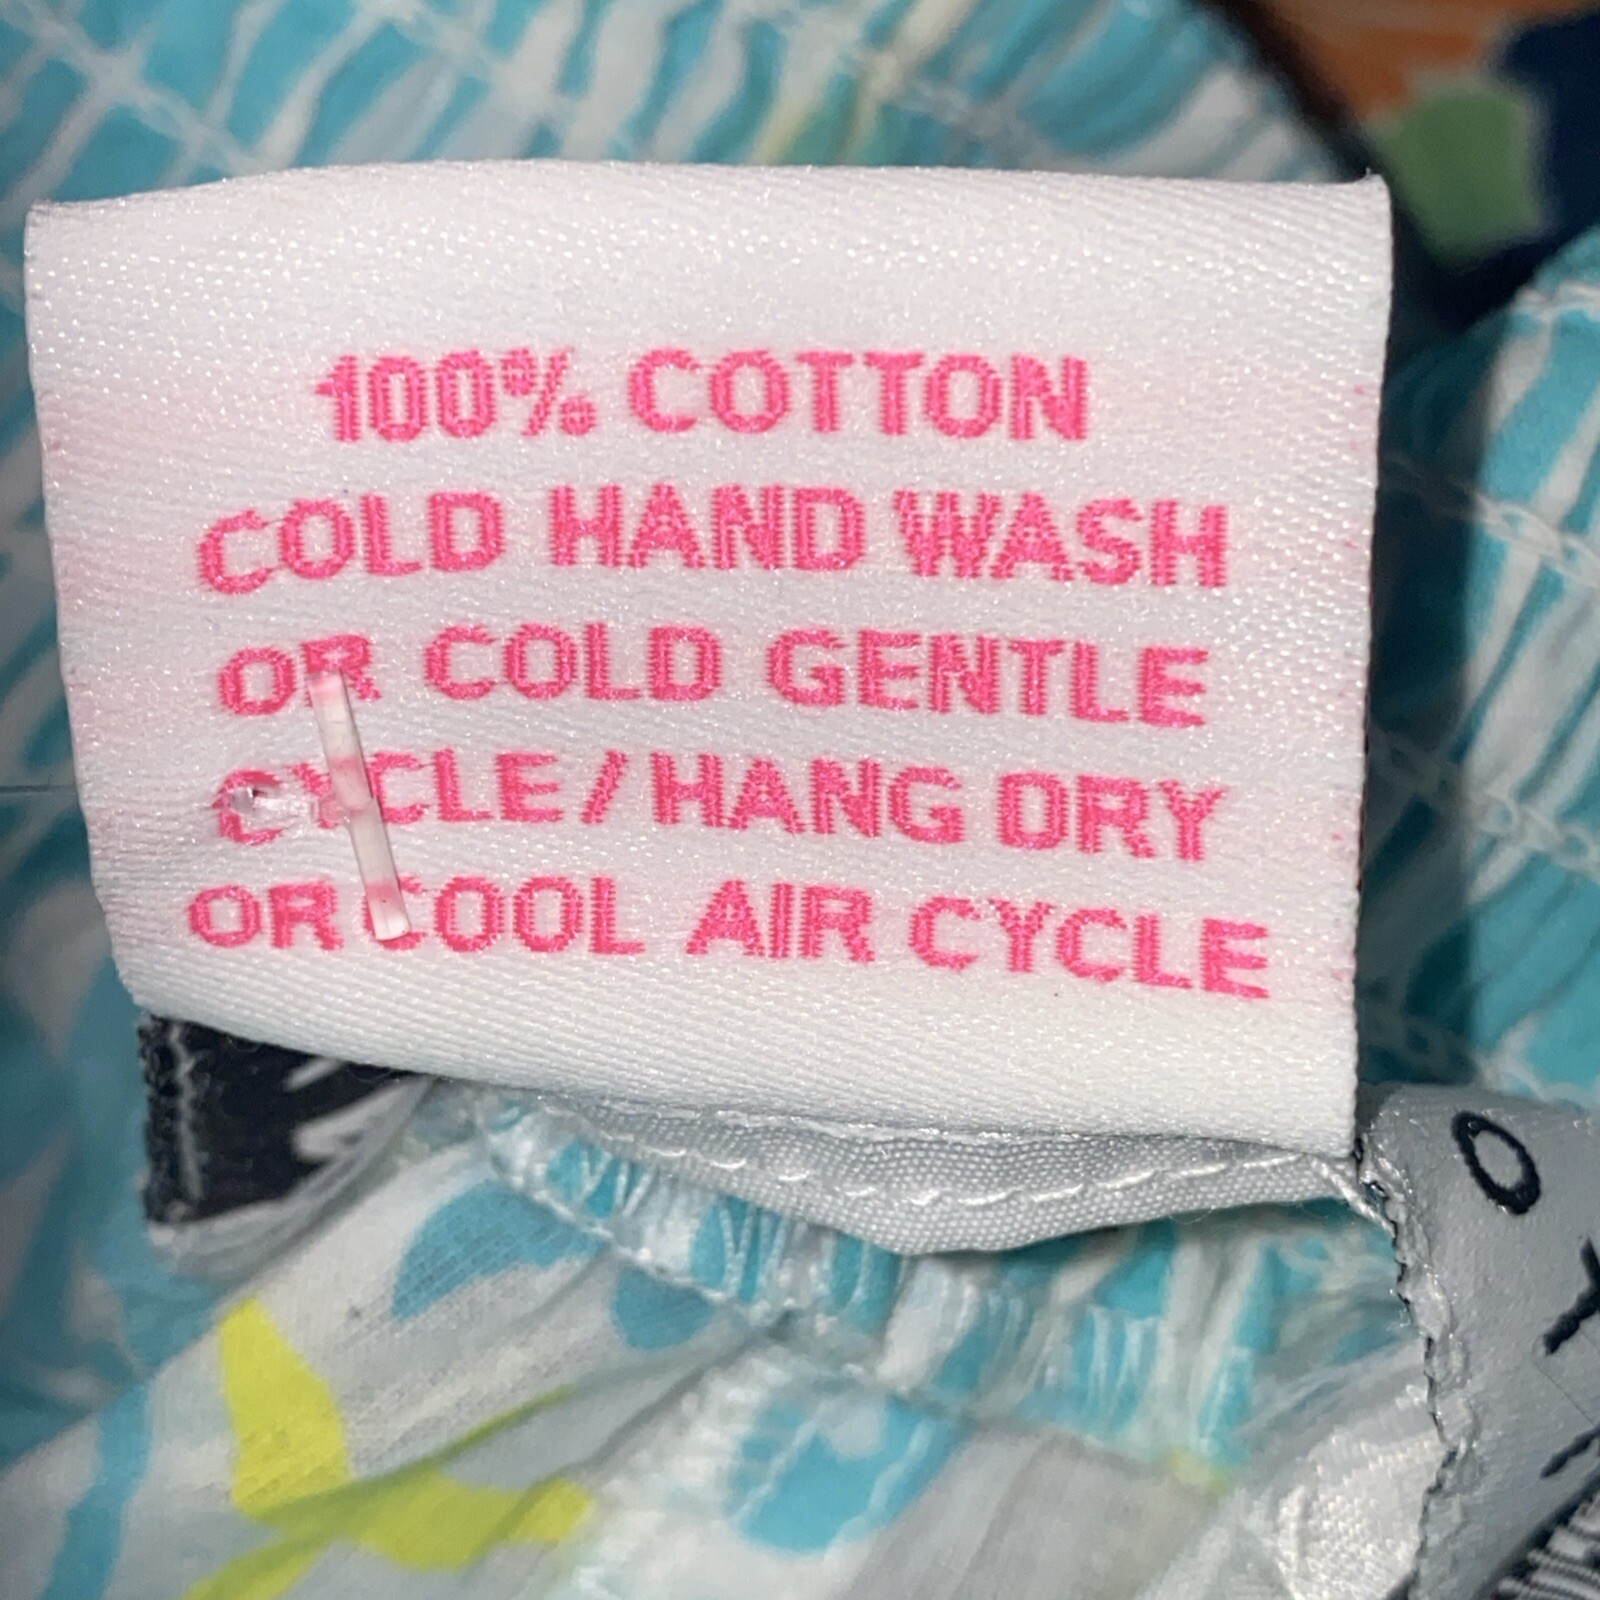 100% COTTON
COLD HAND WASH
OR COLD GENTLE
CYCLE/HANG DRY
OR COOL AIR CYCLE
O